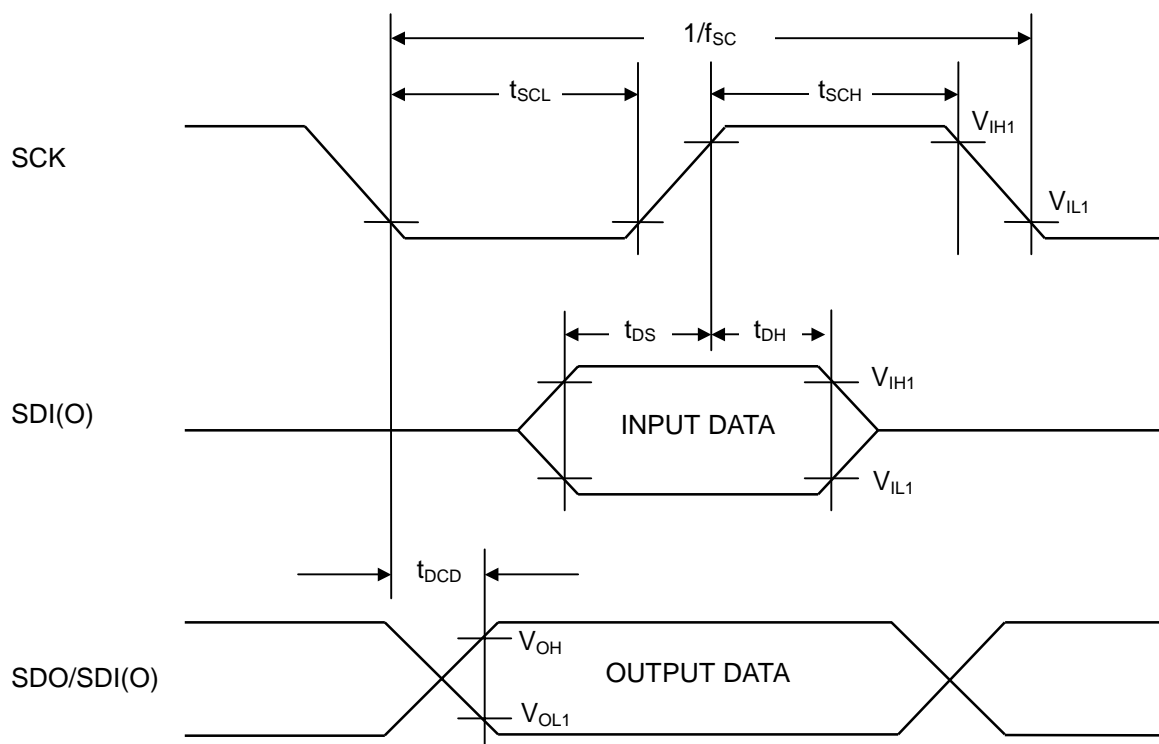 1/fSC
tSCL
tSCH
VIH1
SCK
VIL1
tDS
tDH
VIH1
SDI(O)
INPUT DATA
VIL1
tDCD
VOH
SDO/SDI(O)
OUTPUT DATA
VOL1